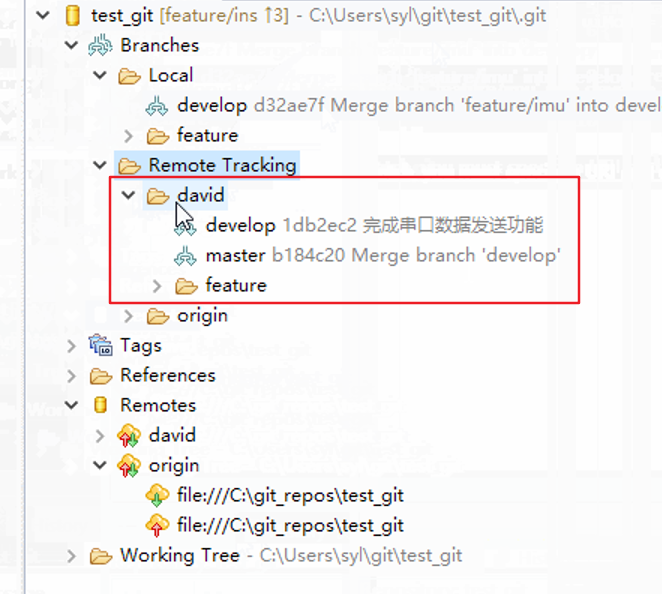 test_git [feature/ins ↑3] - C:\Users\syl\git\test_git\.git
Branches
Local
develop d32ae7f Merge branch 'feature/imu' into devel
feature
Remote Tracking
david
develop 1db2ec2 完成串口数据发送功能
master b184c20 Merge branch 'develop'
feature
origin
Tags
References
Remotes
david
origin
file:///C:\git_repos\test_git
file:///C:\git_repos\test_git
Working Tree - C:\Users\syl\git\test_git